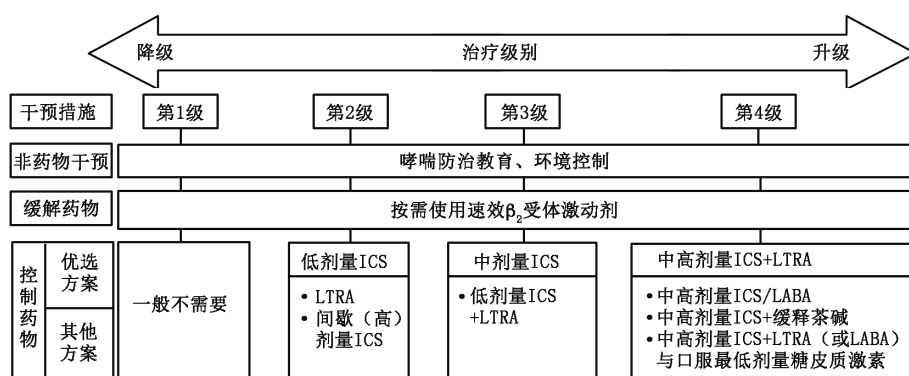 降级 治疗级别 升级
干预措施 第1级 第2级 第3级 第4级
非药物干预 哮喘防治教育、环境控制
缓解药物 按需使用速效β₂受体激动剂
控制药物
优选方案
其他方案
一般不需要
低剂量ICS
• LTRA
• 间歇（高）
剂量ICS
中剂量ICS
• 低剂量ICS
+LTRA
中高剂量ICS+LTRA
• 中高剂量ICS/LABA
• 中高剂量ICS+缓释茶碱
• 中高剂量ICS+LTRA（或LABA）
与口服最低剂量糖皮质激素